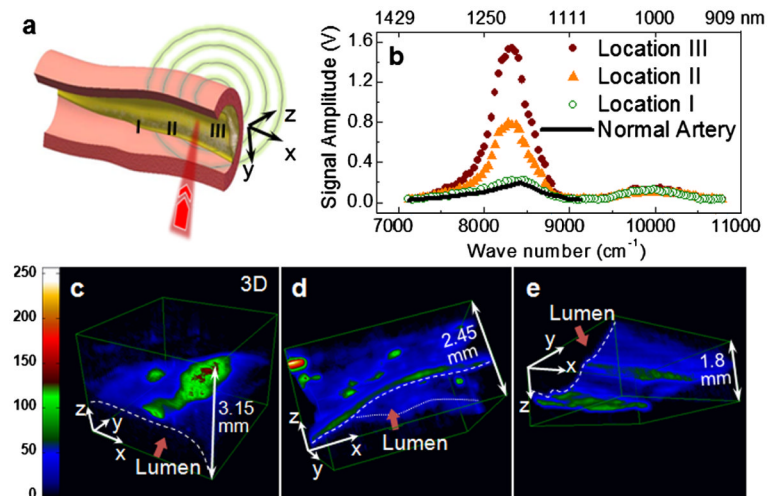 a
I II III
z
x
y
1429 1250 1111 1000 909 nm
b
Location III
Location II
Location I
Normal Artery
Signal Amplitude (V)
1.6
1.2
0.8
0.4
0.0
7000 8000 9000 10000 11000
Wave number (cm⁻¹)
250
200
150
100
50
0
c
3D
z
y
x
3.15
mm
Lumen
d
2.45
mm
z
y
x
Lumen
e
Lumen
y
x
z
1.8
mm